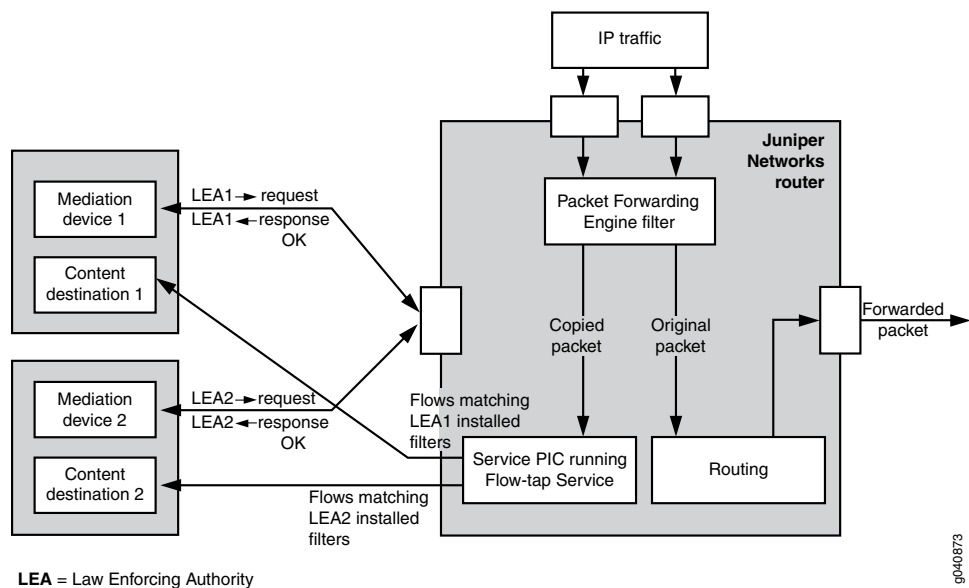 IP traffic
Juniper
Networks
router
Packet Forwarding
Engine filter
Mediation
device 1
LEA1→ request
LEA1←response
OK
Content
destination 1
Copied
packet
Original
packet
Forwarded
packet
Mediation
device 2
LEA2→ request
LEA2←response
OK
Flows matching
LEA1 installed
filters
Content
destination 2
Service PIC running
Flow-tap Service
Routing
Flows matching
LEA2 installed
filters
LEA = Law Enforcing Authority
g040873